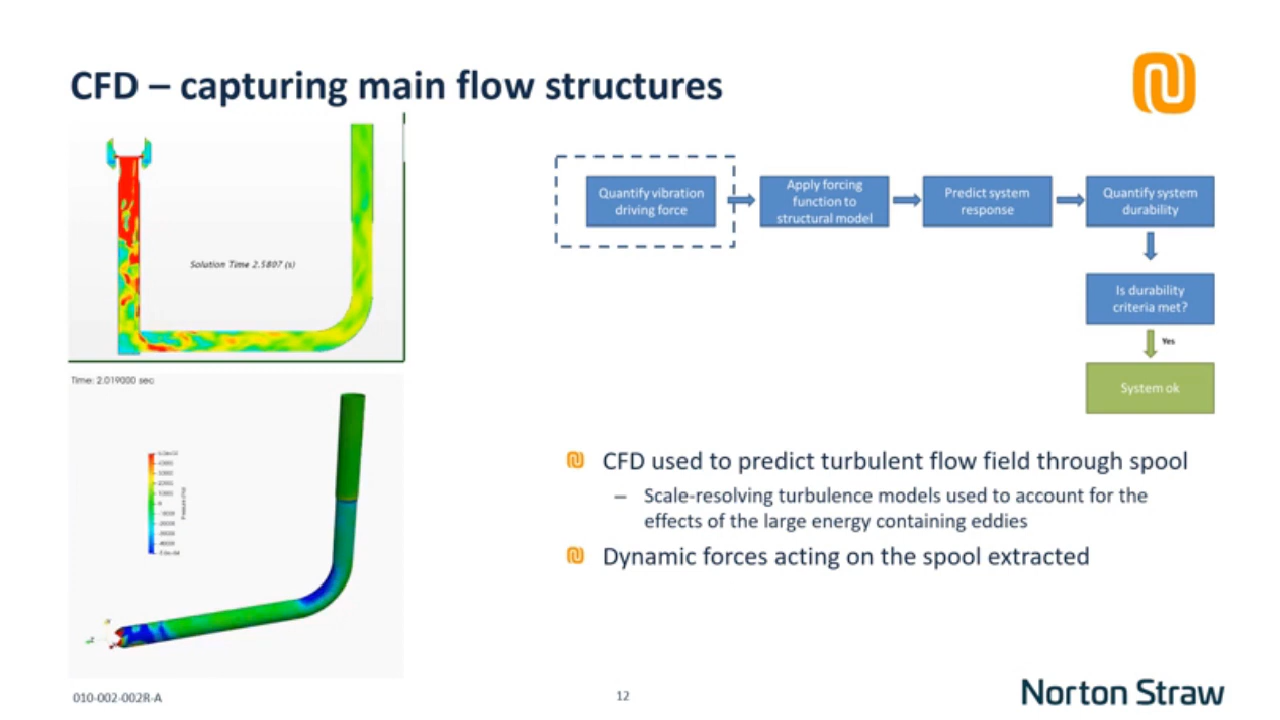 CFD – capturing main flow structures
Solution Time 2.5807 (s)
Quantify vibration
driving force
Apply forcing
function to
structural model
Predict system
response
Quantify system
durability
Is durability
criteria met?
Yes
System ok
Time: 2.019000 sec
CFD used to predict turbulent flow field through spool
– Scale-resolving turbulence models used to account for the
effects of the large energy containing eddies
Dynamic forces acting on the spool extracted
010-002-002R-A
12
Norton Straw